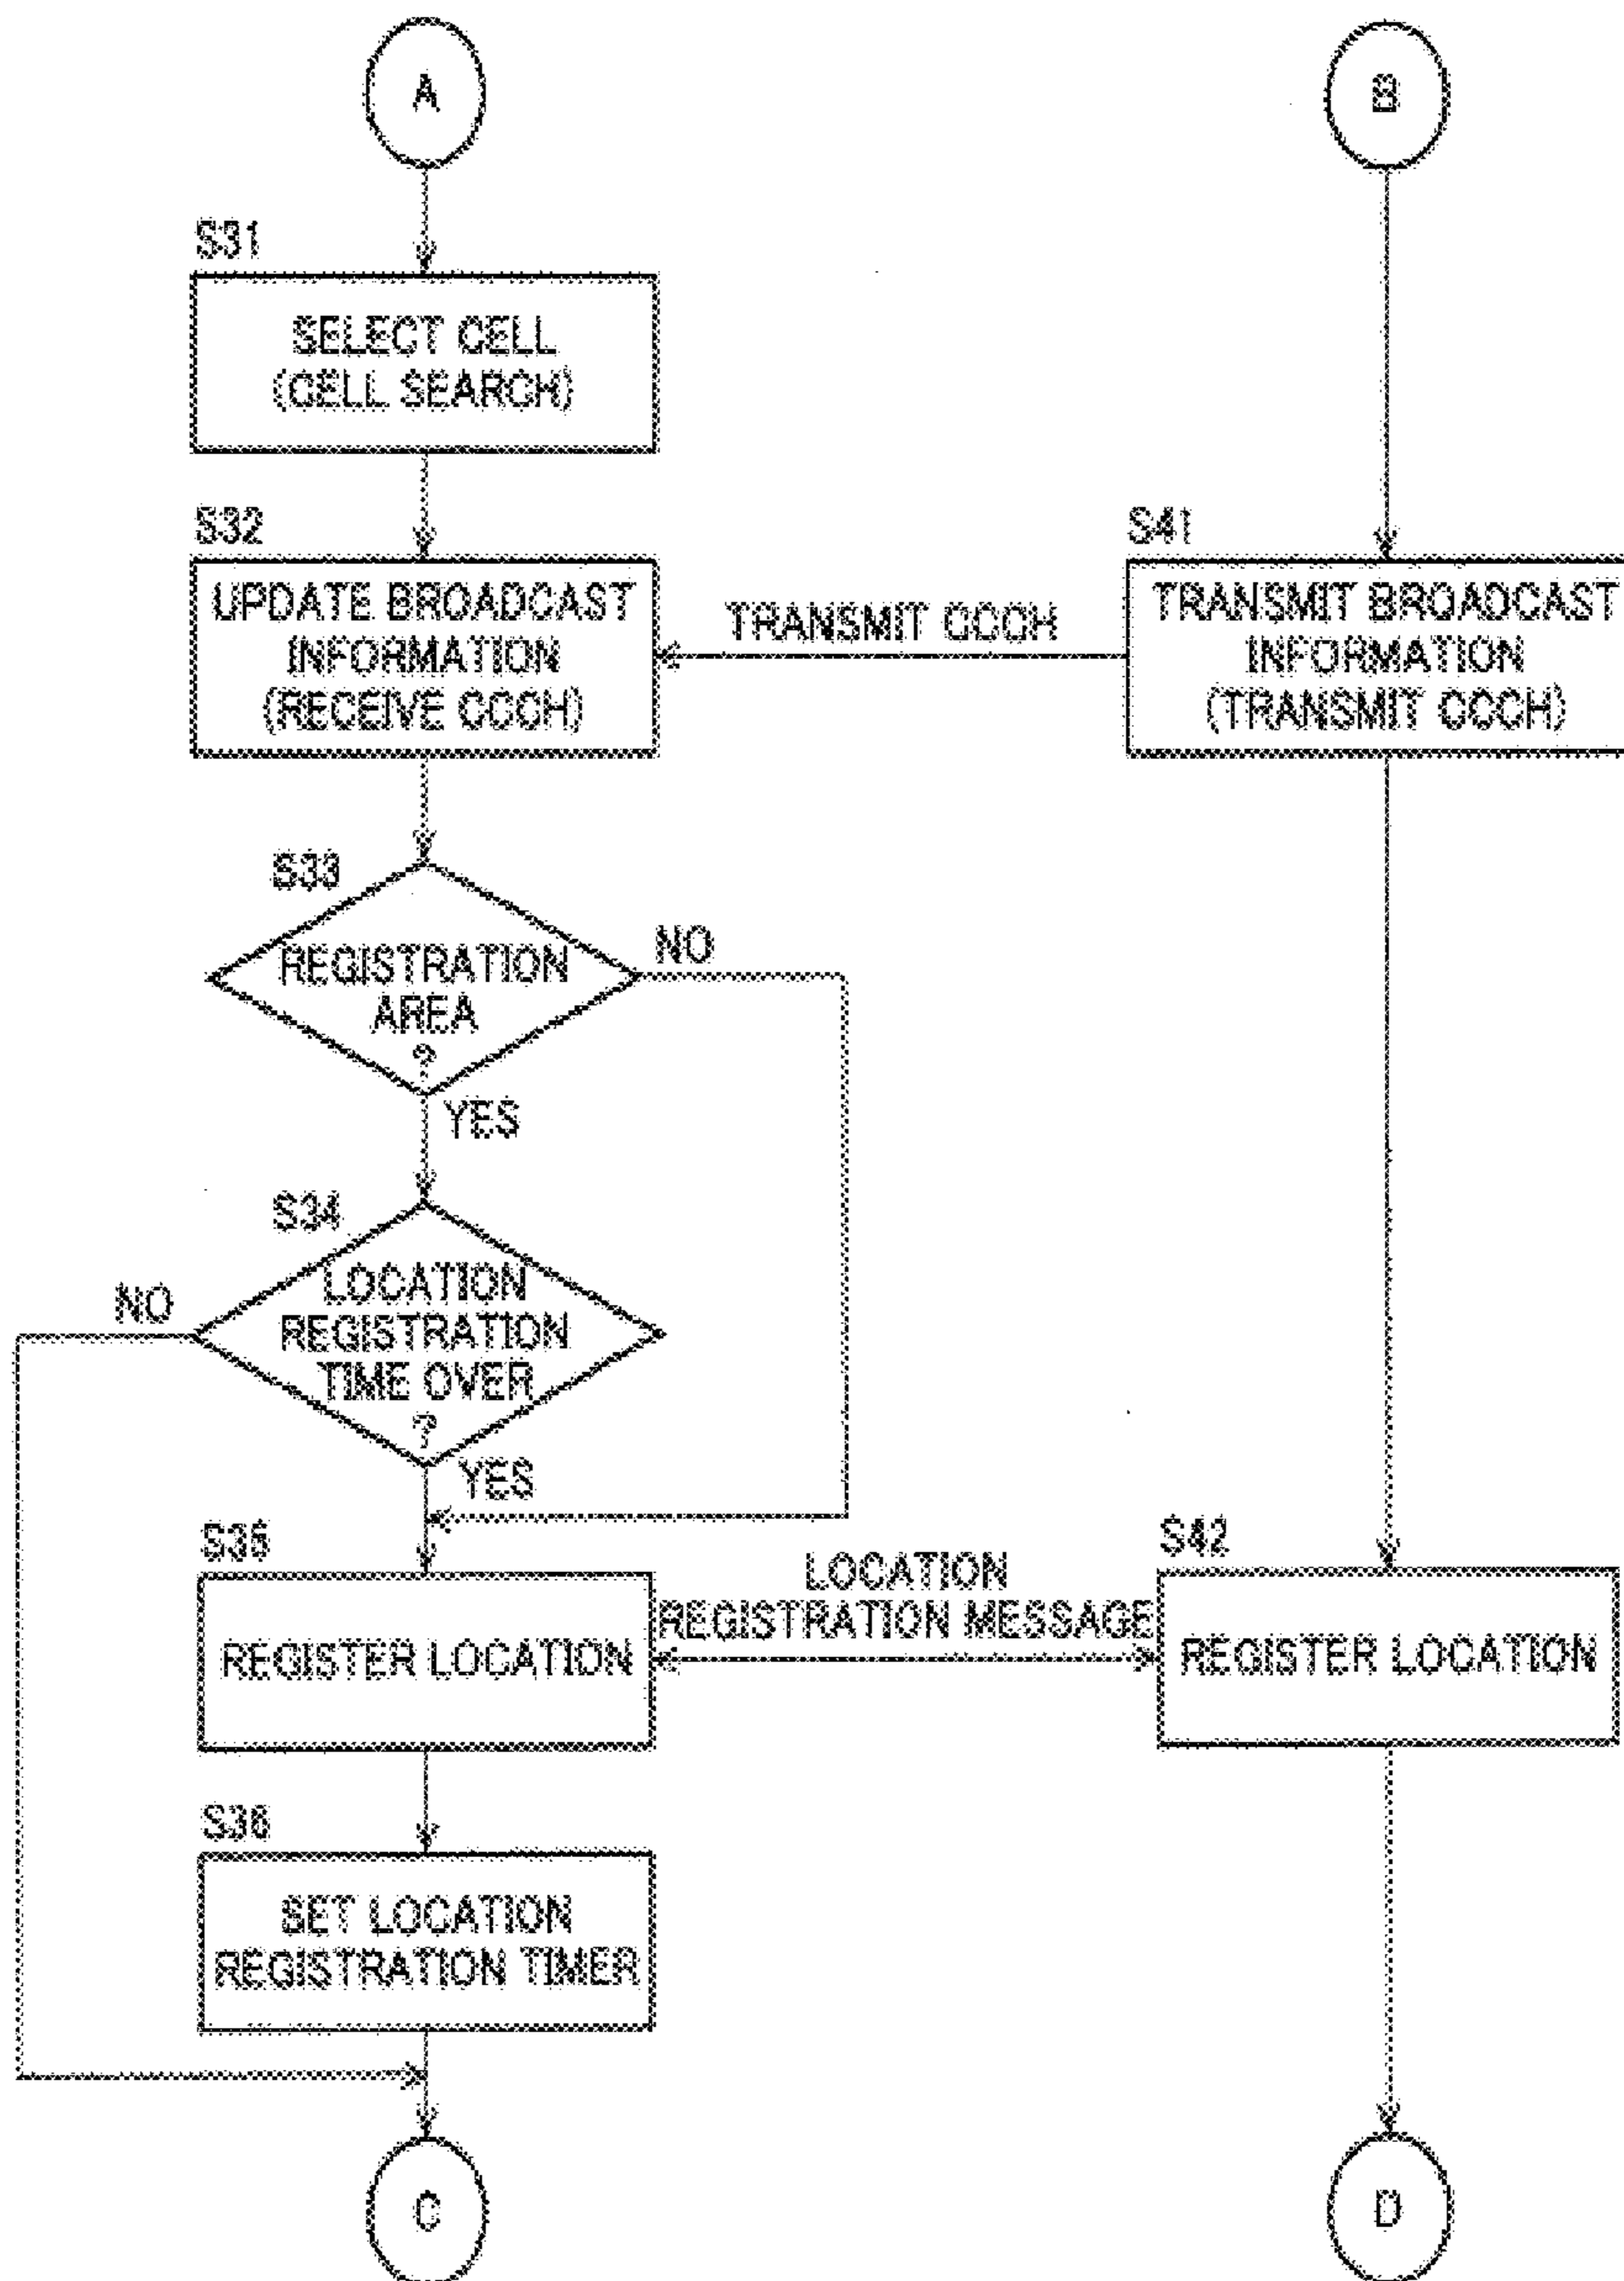 A
B
S31
SELECT CELL
(CELL SEARCH)
S32
UPDATE BROADCAST
INFORMATION
(RECEIVE CCCH)
TRANSMIT CCCH
S41
TRANSMIT BROADCAST
INFORMATION
(TRANSMIT CCCH)
S33
REGISTRATION
AREA
?
NO
YES
S34
LOCATION
REGISTRATION
TIME OVER
?
NO
YES
S35
REGISTER LOCATION
LOCATION
REGISTRATION MESSAGE
S42
REGISTER LOCATION
S36
SET LOCATION
REGISTRATION TIMER
C
D